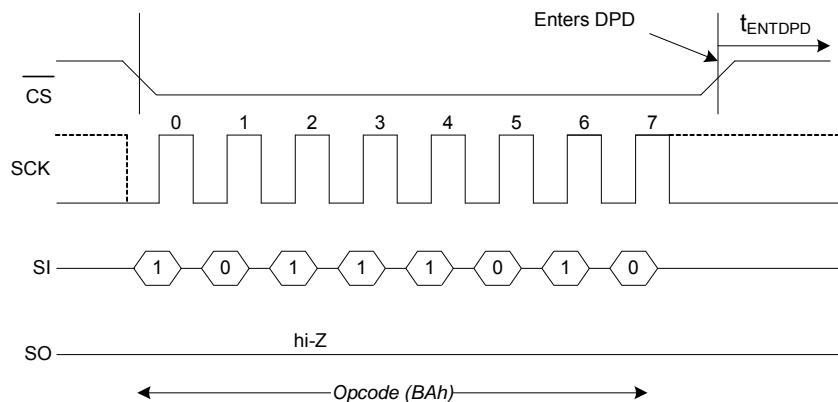 Enters DPD
tENTDPD
CS
0 1 2 3 4 5 6 7
SCK
SI 1 0 1 1 1 0 1 0
hi-Z
SO
Opcode (BAh)